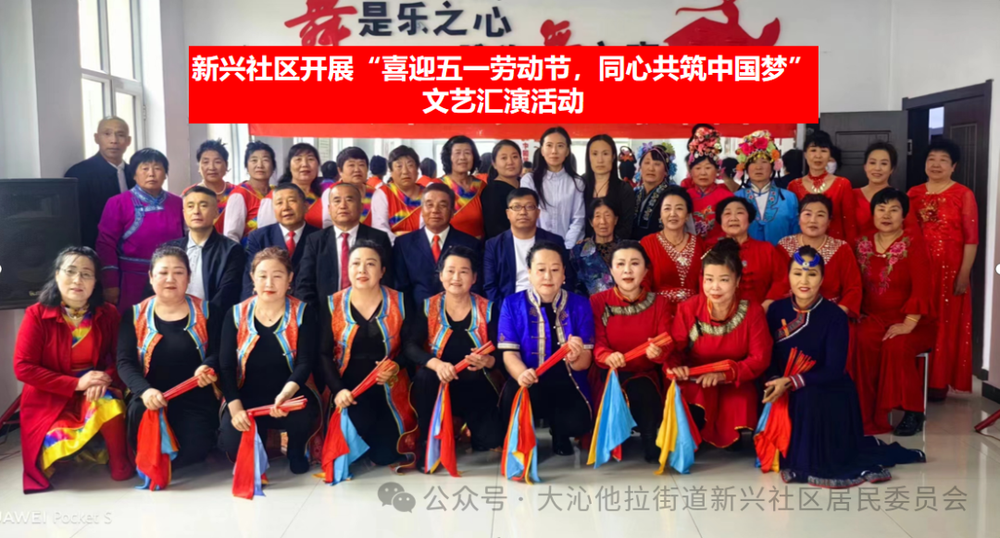 舞是乐之心
新兴社区开展“喜迎五一劳动节，同心共筑中国梦”
文艺汇演活动
公众号·大沁他拉街道新兴社区居民委员会
HUAWEI Pocket S